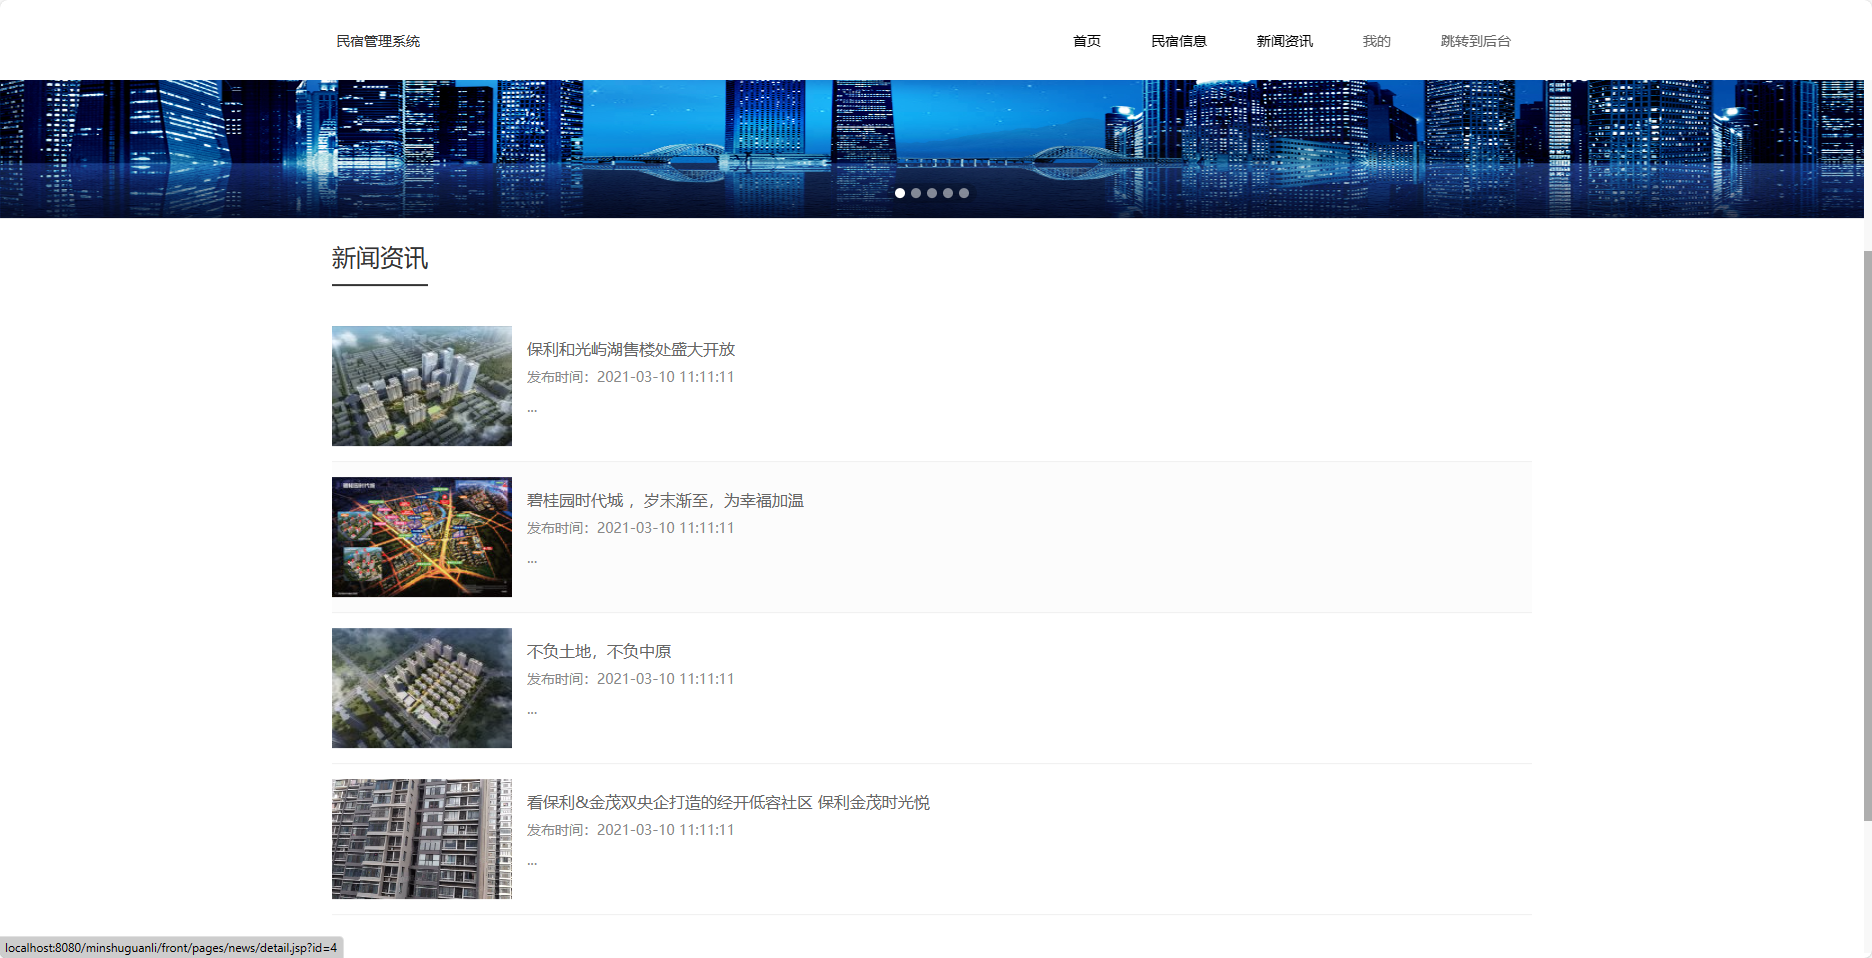 民宿管理系统
首页
民宿信息
新闻资讯
我的
跳转到后台
新闻资讯
保利和光屿湖售楼处盛大开放
发布时间：2021-03-10 11:11:11
...
碧桂园时代城 ，岁末渐至，为幸福加温
发布时间：2021-03-10 11:11:11
...
不负土地，不负中原
发布时间：2021-03-10 11:11:11
...
看保利&金茂双央企打造的经开低容社区 保利金茂时光悦
发布时间：2021-03-10 11:11:11
...
localhost:8080/minshuguanli/front/pages/news/detail.jsp?id=4